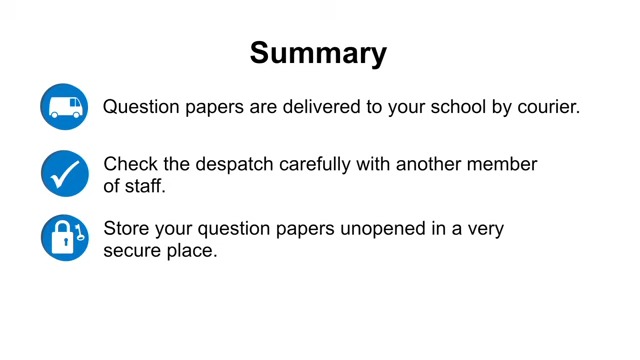 Summary
Question papers are delivered to your school by courier.
Check the despatch carefully with another member
of staff.
Store your question papers unopened in a very
secure place.